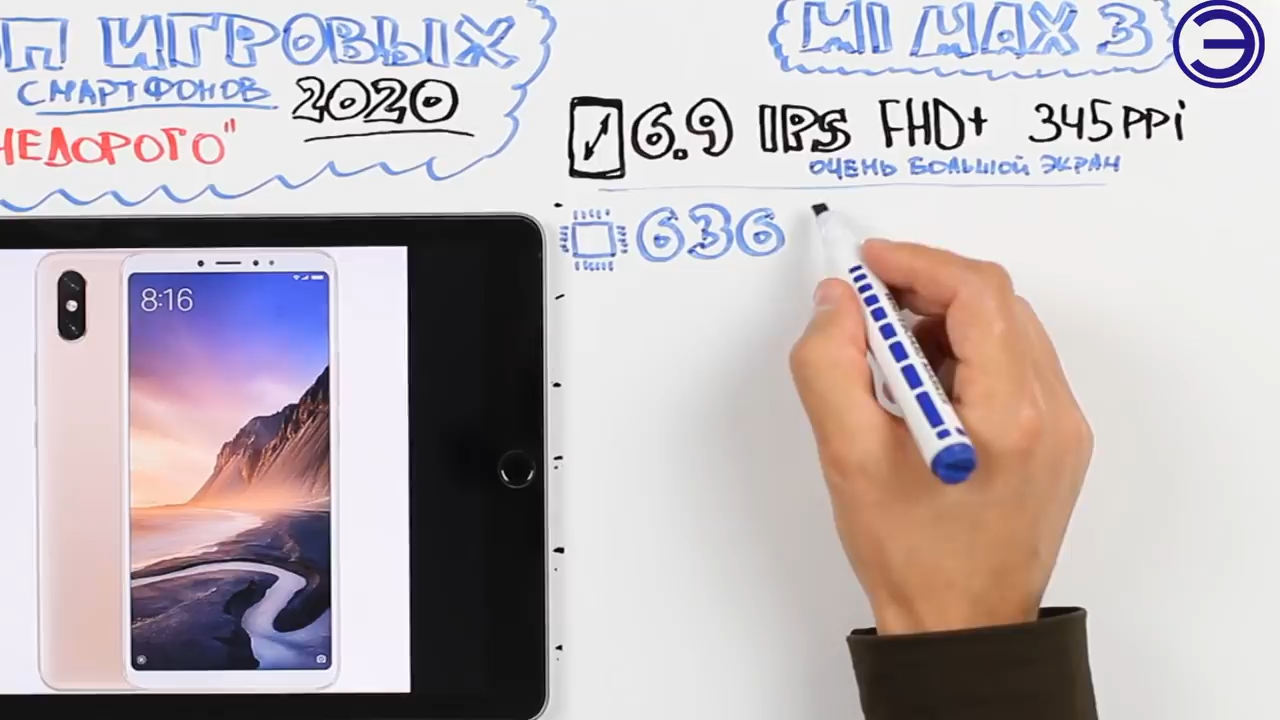 П ИГРОВЫХ
СМАРТФОНОВ 2020
НЕДОРОГО"
MI MAX 3
Э
6.9 IPS FHD+ 345PPi
ОЧЕНЬ БОЛЬШОЙ ЭКРАН
636
8:16